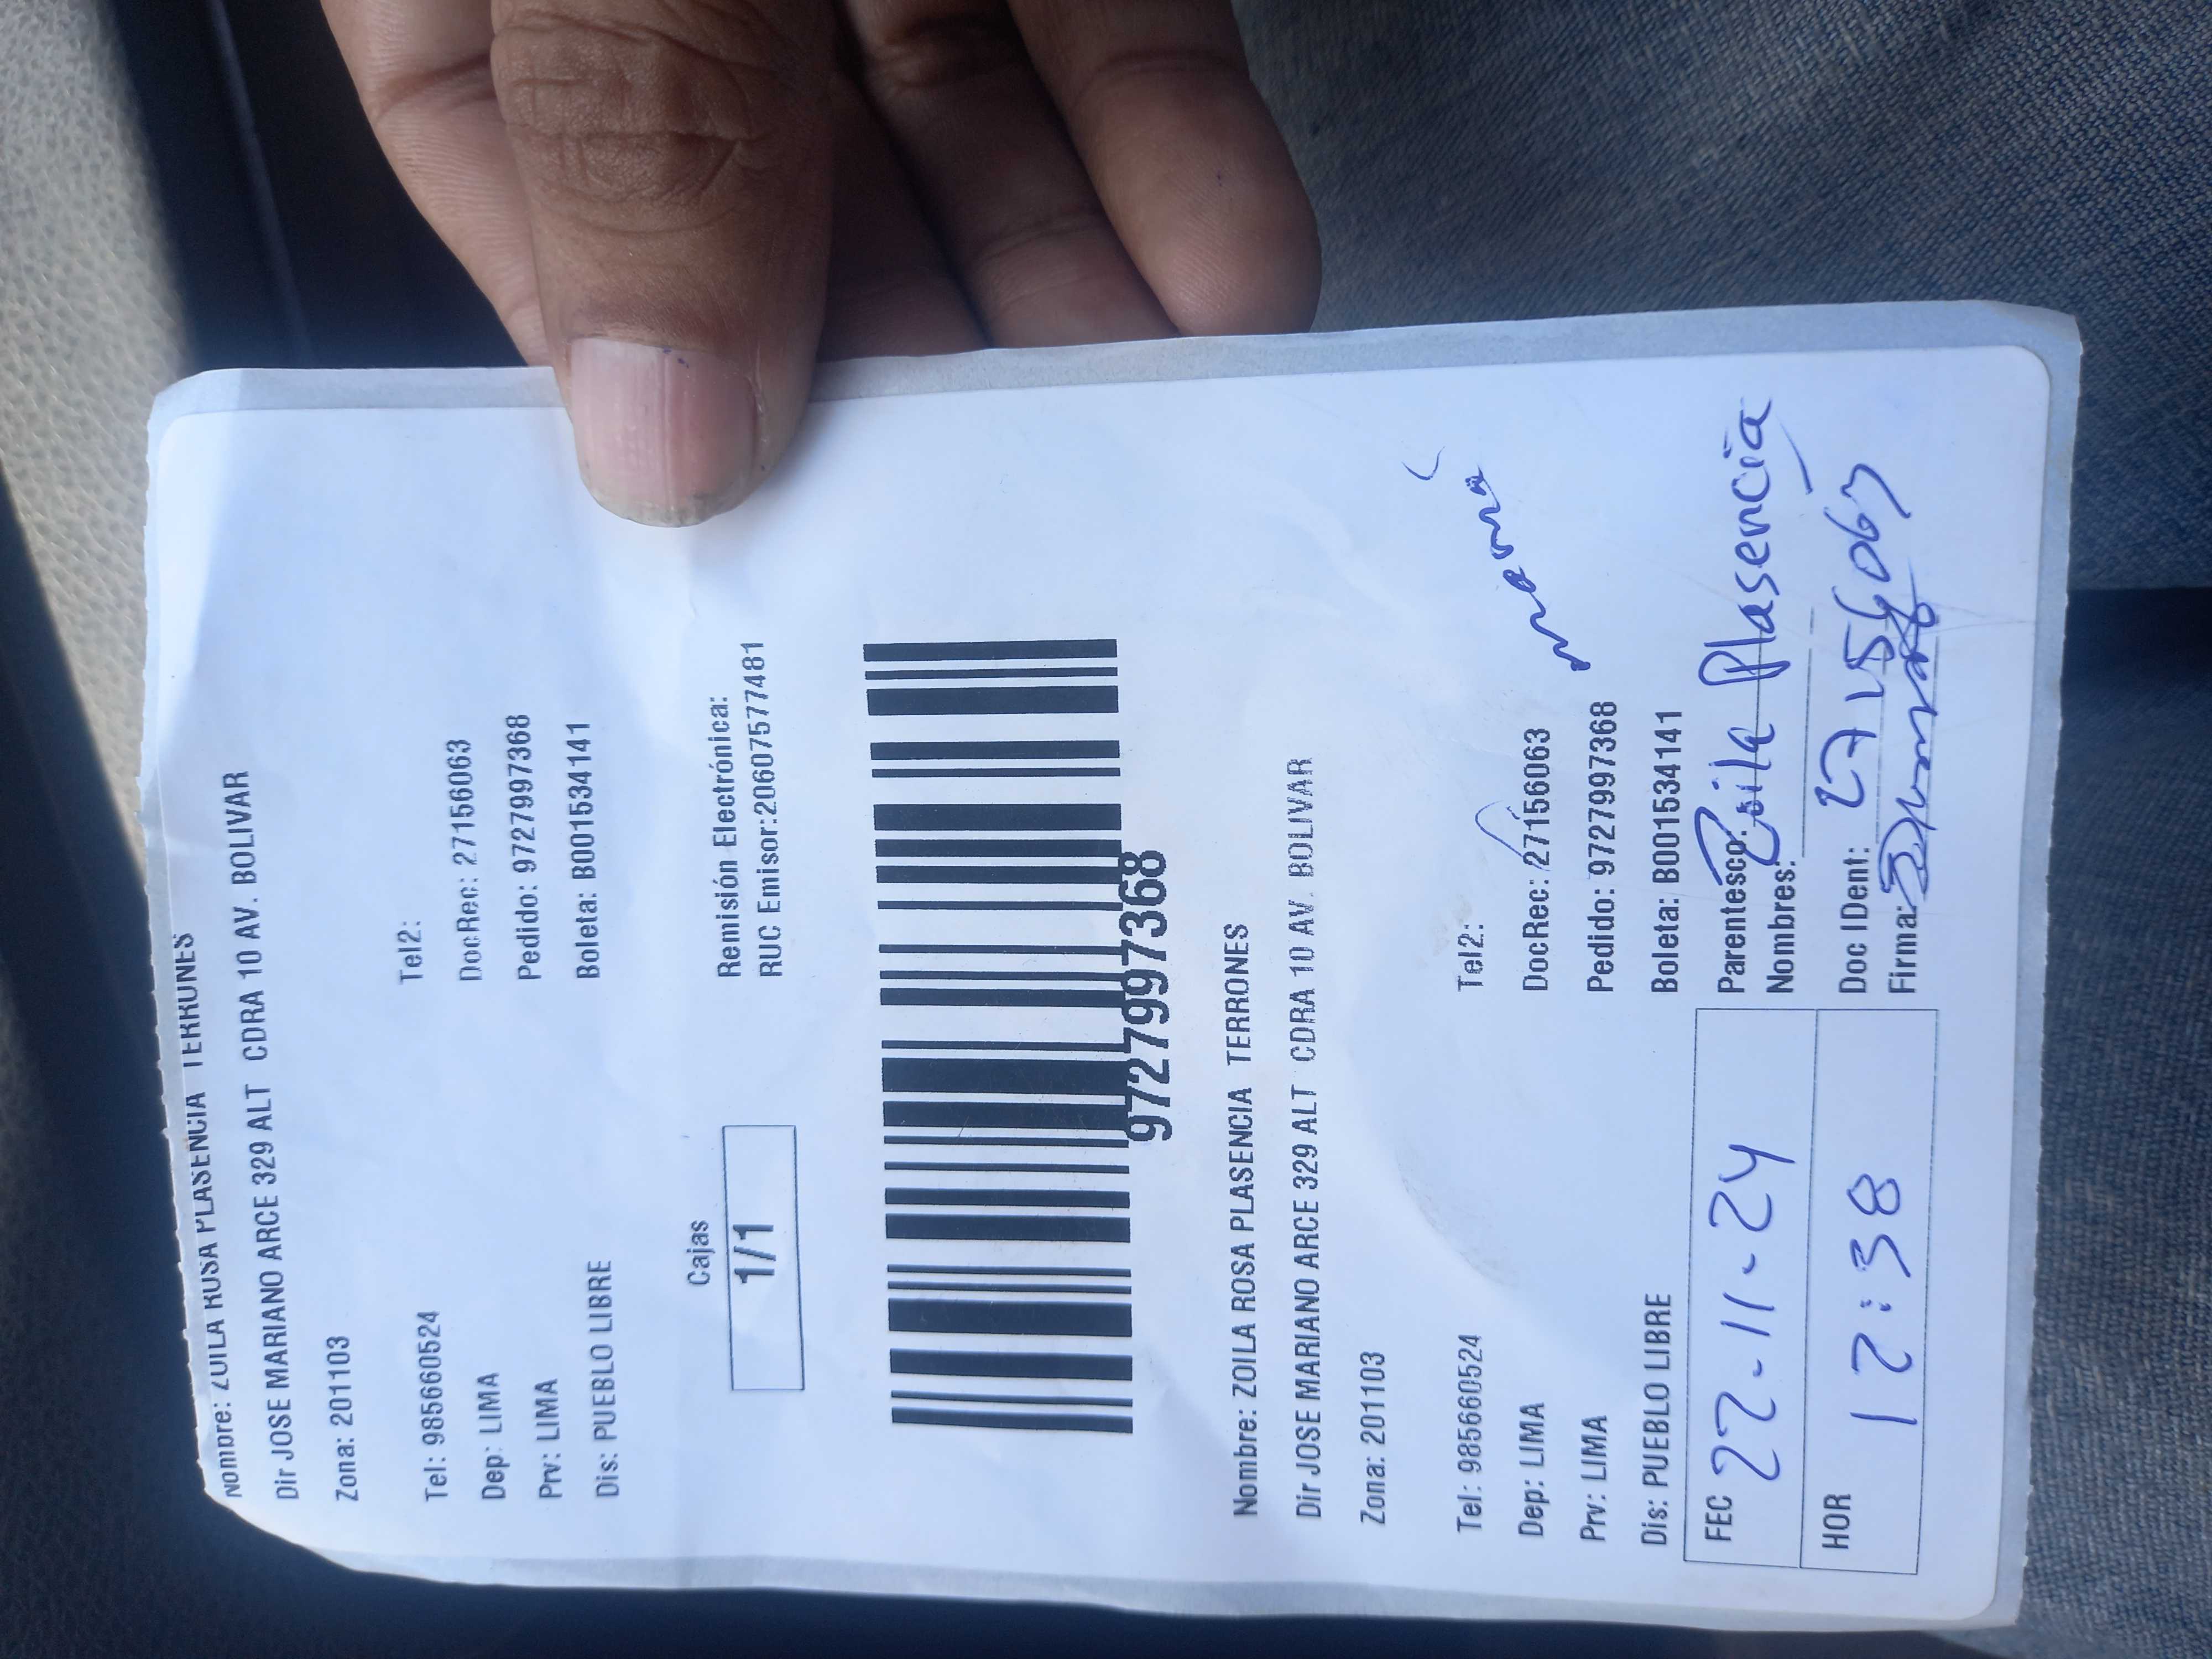 Nombre: ZOILA ROSA PLASENCIA TERRONES
Dir JOSE MARIANO ARCE 329 ALT CDRA 10 AV. BOLIVAR
Zona: 201103
Tel: 985660524 Tel2:
Dep: LIMA DocRec: 27156063
Prv: LIMA Pedido: 972799​7368
Dis: PUEBLO LIBRE Boleta: B001534141
Cajas Remisión Electrónica:
1/1 RUC Emisor:20607577481
9727997368
Nombre: ZOILA ROSA PLASENCIA TERRONES
Dir JOSE MARIANO ARCE 329 ALT CDRA 10 AV. BOLIVAR
Zona: 201103
Tel: 985660524 Tel2:
Dep: LIMA DocRec: 27156063
Prv: LIMA Pedido: 9727997368
Dis: PUEBLO LIBRE Boleta: B001534141
FEC 22-11-24 Parentesco:
Nombres: Zoila Plasencia
HOR 12:38 Doc IDent: 27156063
Firma: